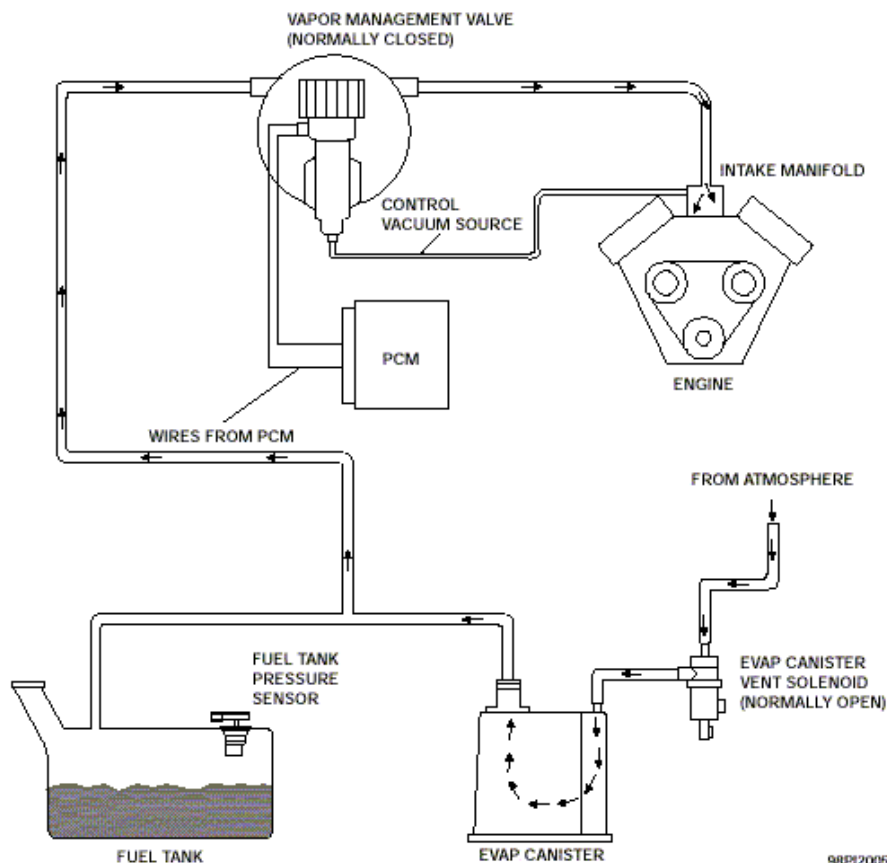 VAPOR MANAGEMENT VALVE
(NORMALLY CLOSED)
INTAKE MANIFOLD
CONTROL
VACUUM SOURCE
PCM
ENGINE
WIRES FROM PCM
FROM ATMOSPHERE
FUEL TANK
PRESSURE
SENSOR
EVAP CANISTER
VENT SOLENOID
(NORMALLY OPEN)
FUEL TANK
EVAP CANISTER